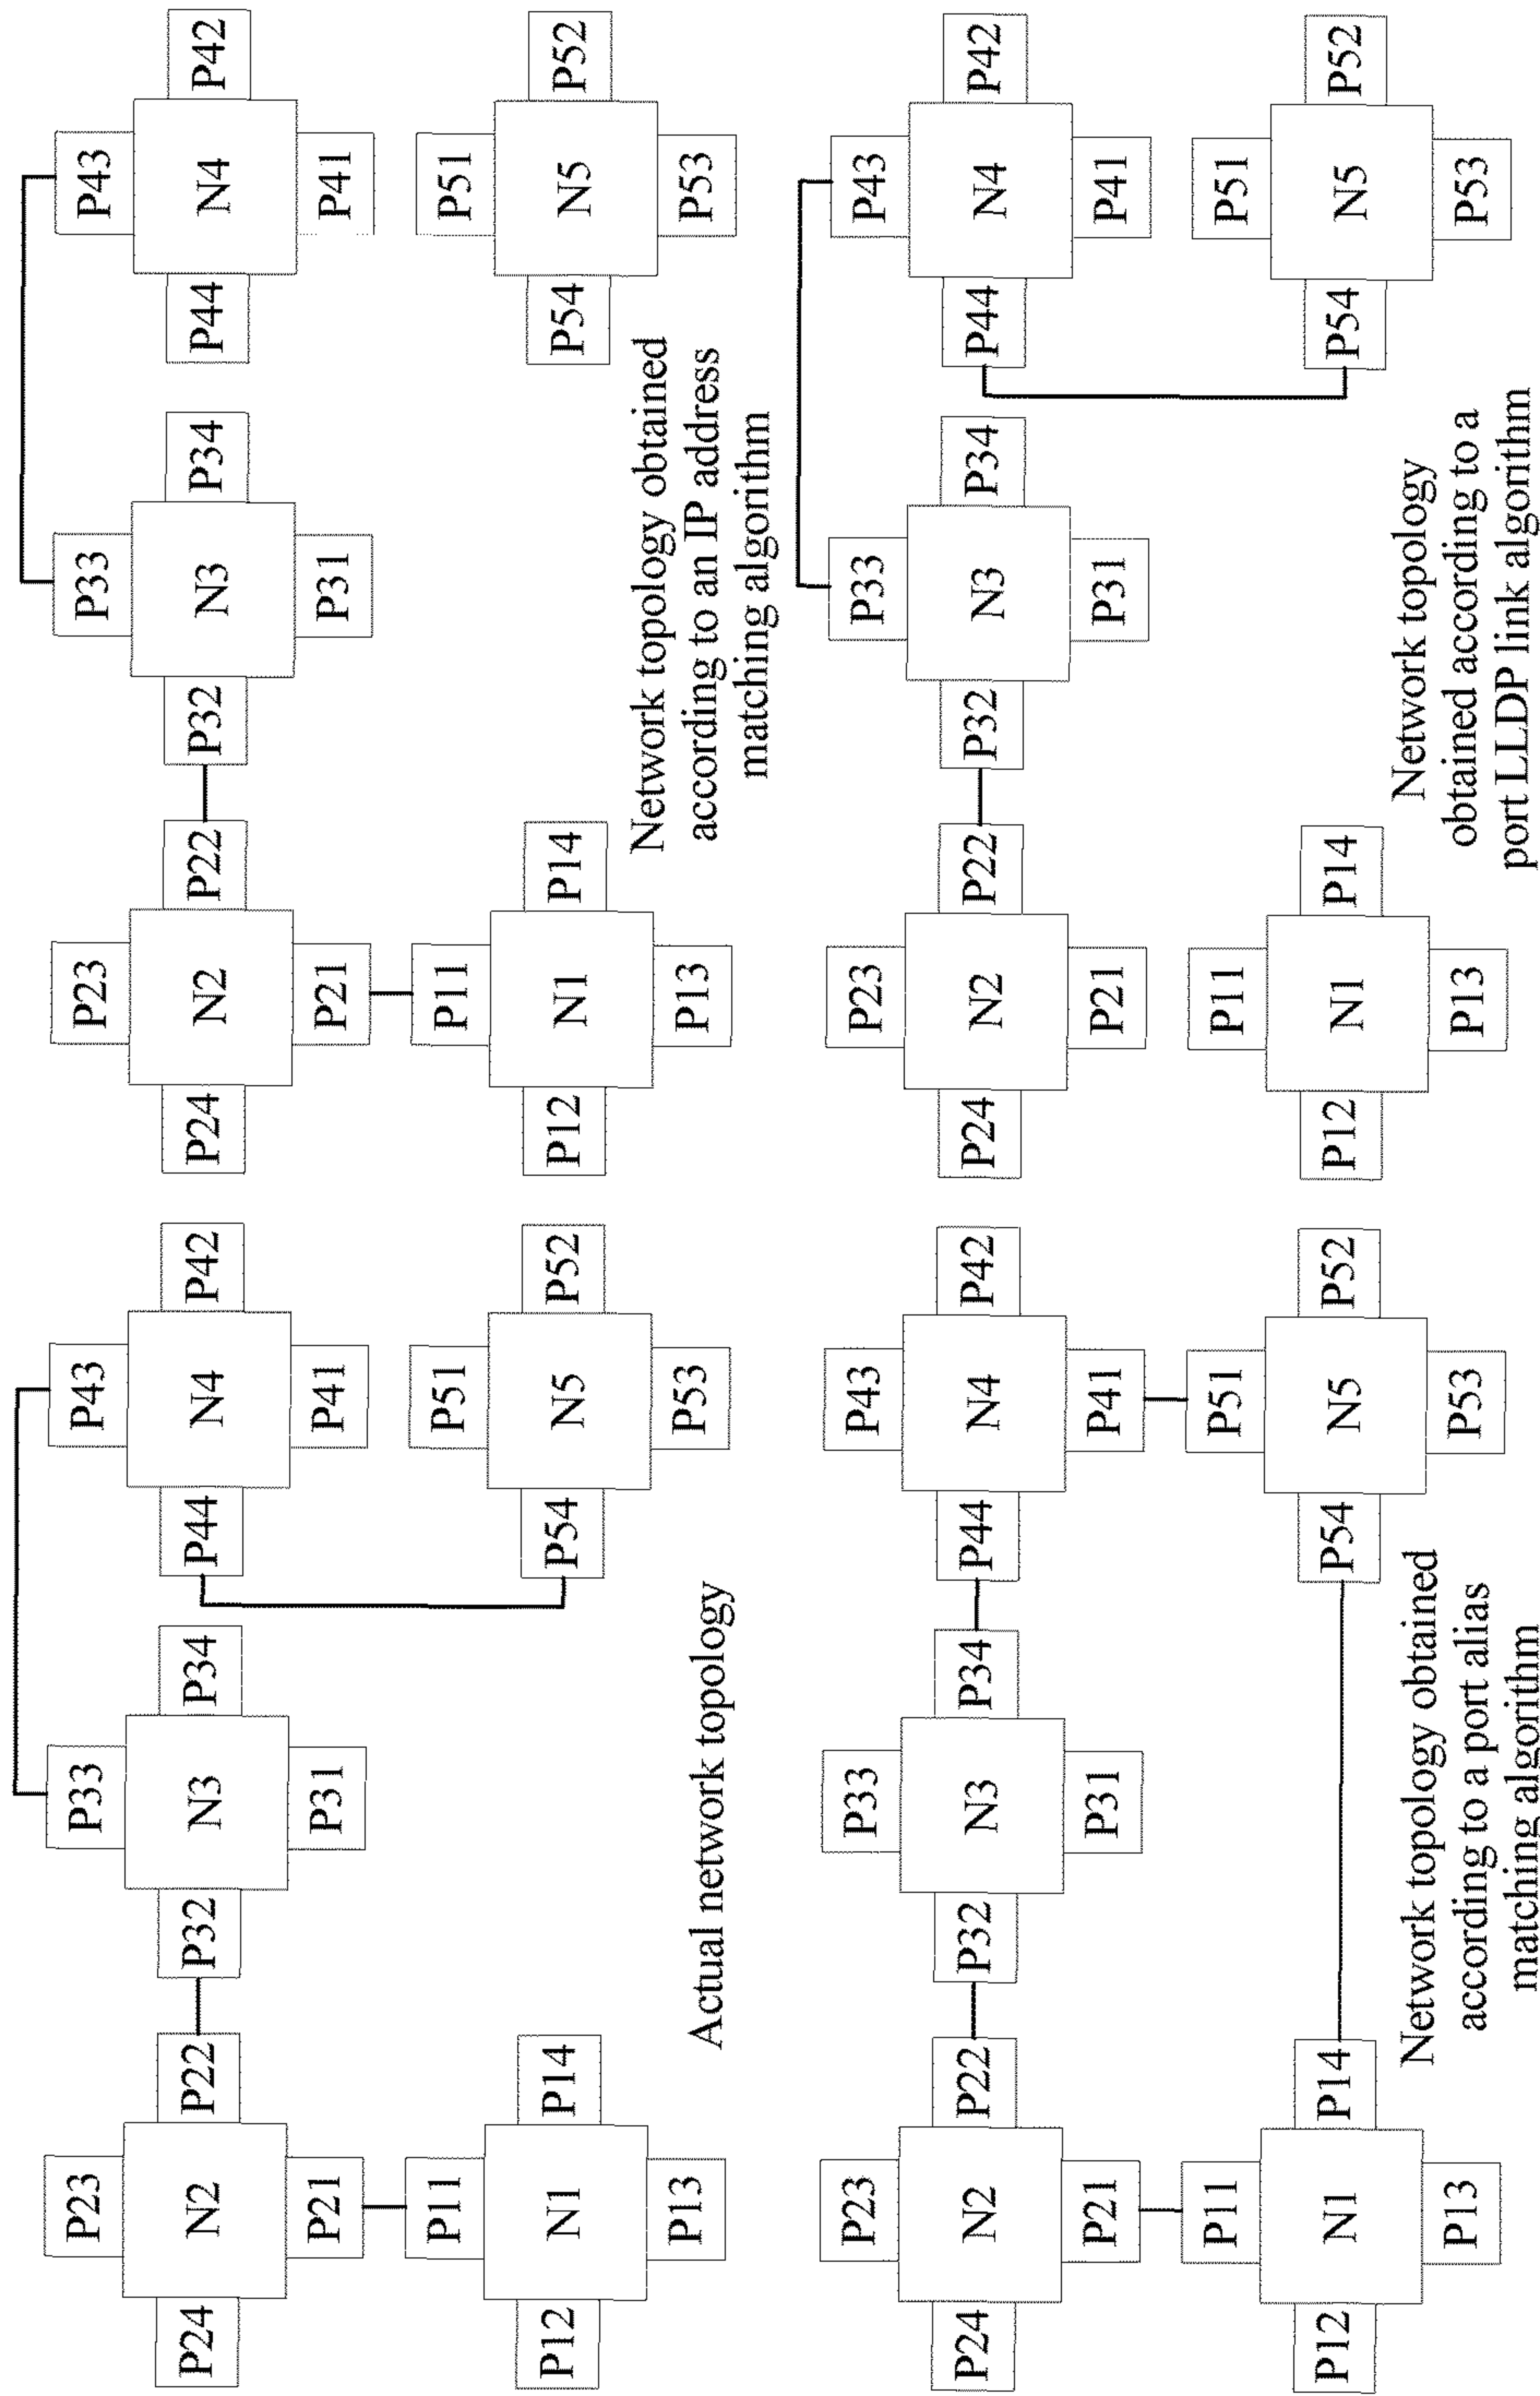 P23
P33
P43
P24
N2
P22
P32
N3
P34
P44
N4
P42
P21
P31
P41
P11
P51
P12
N1
P14
P54
N5
P52
P13
P53
Actual network topology
P23
P33
P43
P24
N2
P22
P32
N3
P34
P44
N4
P42
P21
P31
P41
P11
P51
P12
N1
P14
P54
N5
P52
P13
P53
Network topology obtained
according to an IP address
matching algorithm
P23
P33
P43
P24
N2
P22
P32
N3
P34
P44
N4
P42
P21
P31
P41
P11
P51
P12
N1
P14
P54
N5
P52
P13
P53
Network topology obtained
according to a port alias
matching algorithm
P23
P33
P43
P24
N2
P22
P32
N3
P34
P44
N4
P42
P21
P31
P41
P11
P51
P12
N1
P14
P54
N5
P52
P13
P53
Network topology
obtained according to a
port LLDP link algorithm